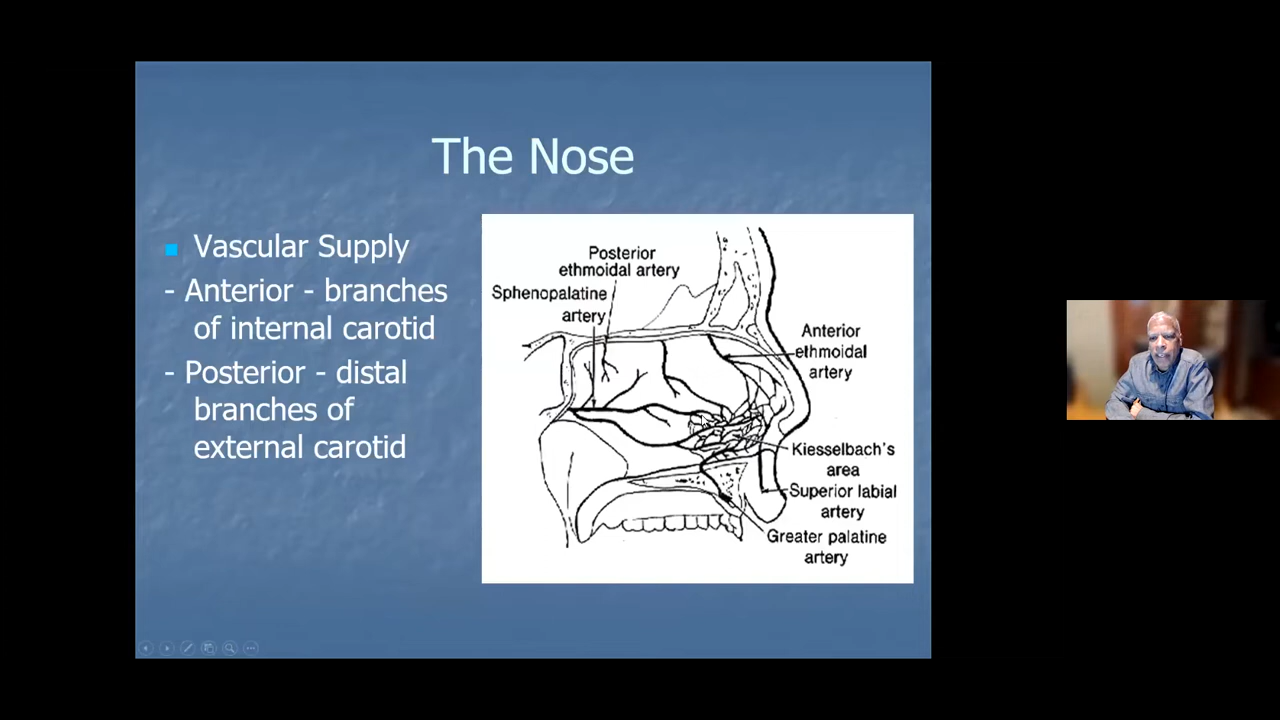 The Nose
Vascular Supply
- Anterior - branches
of internal carotid
- Posterior - distal
branches of
external carotid
Posterior
ethmoidal artery
Sphenopalatine
artery
Anterior
ethmoidal
artery
Kiesselbach's
area
Superior labial
artery
Greater palatine
artery